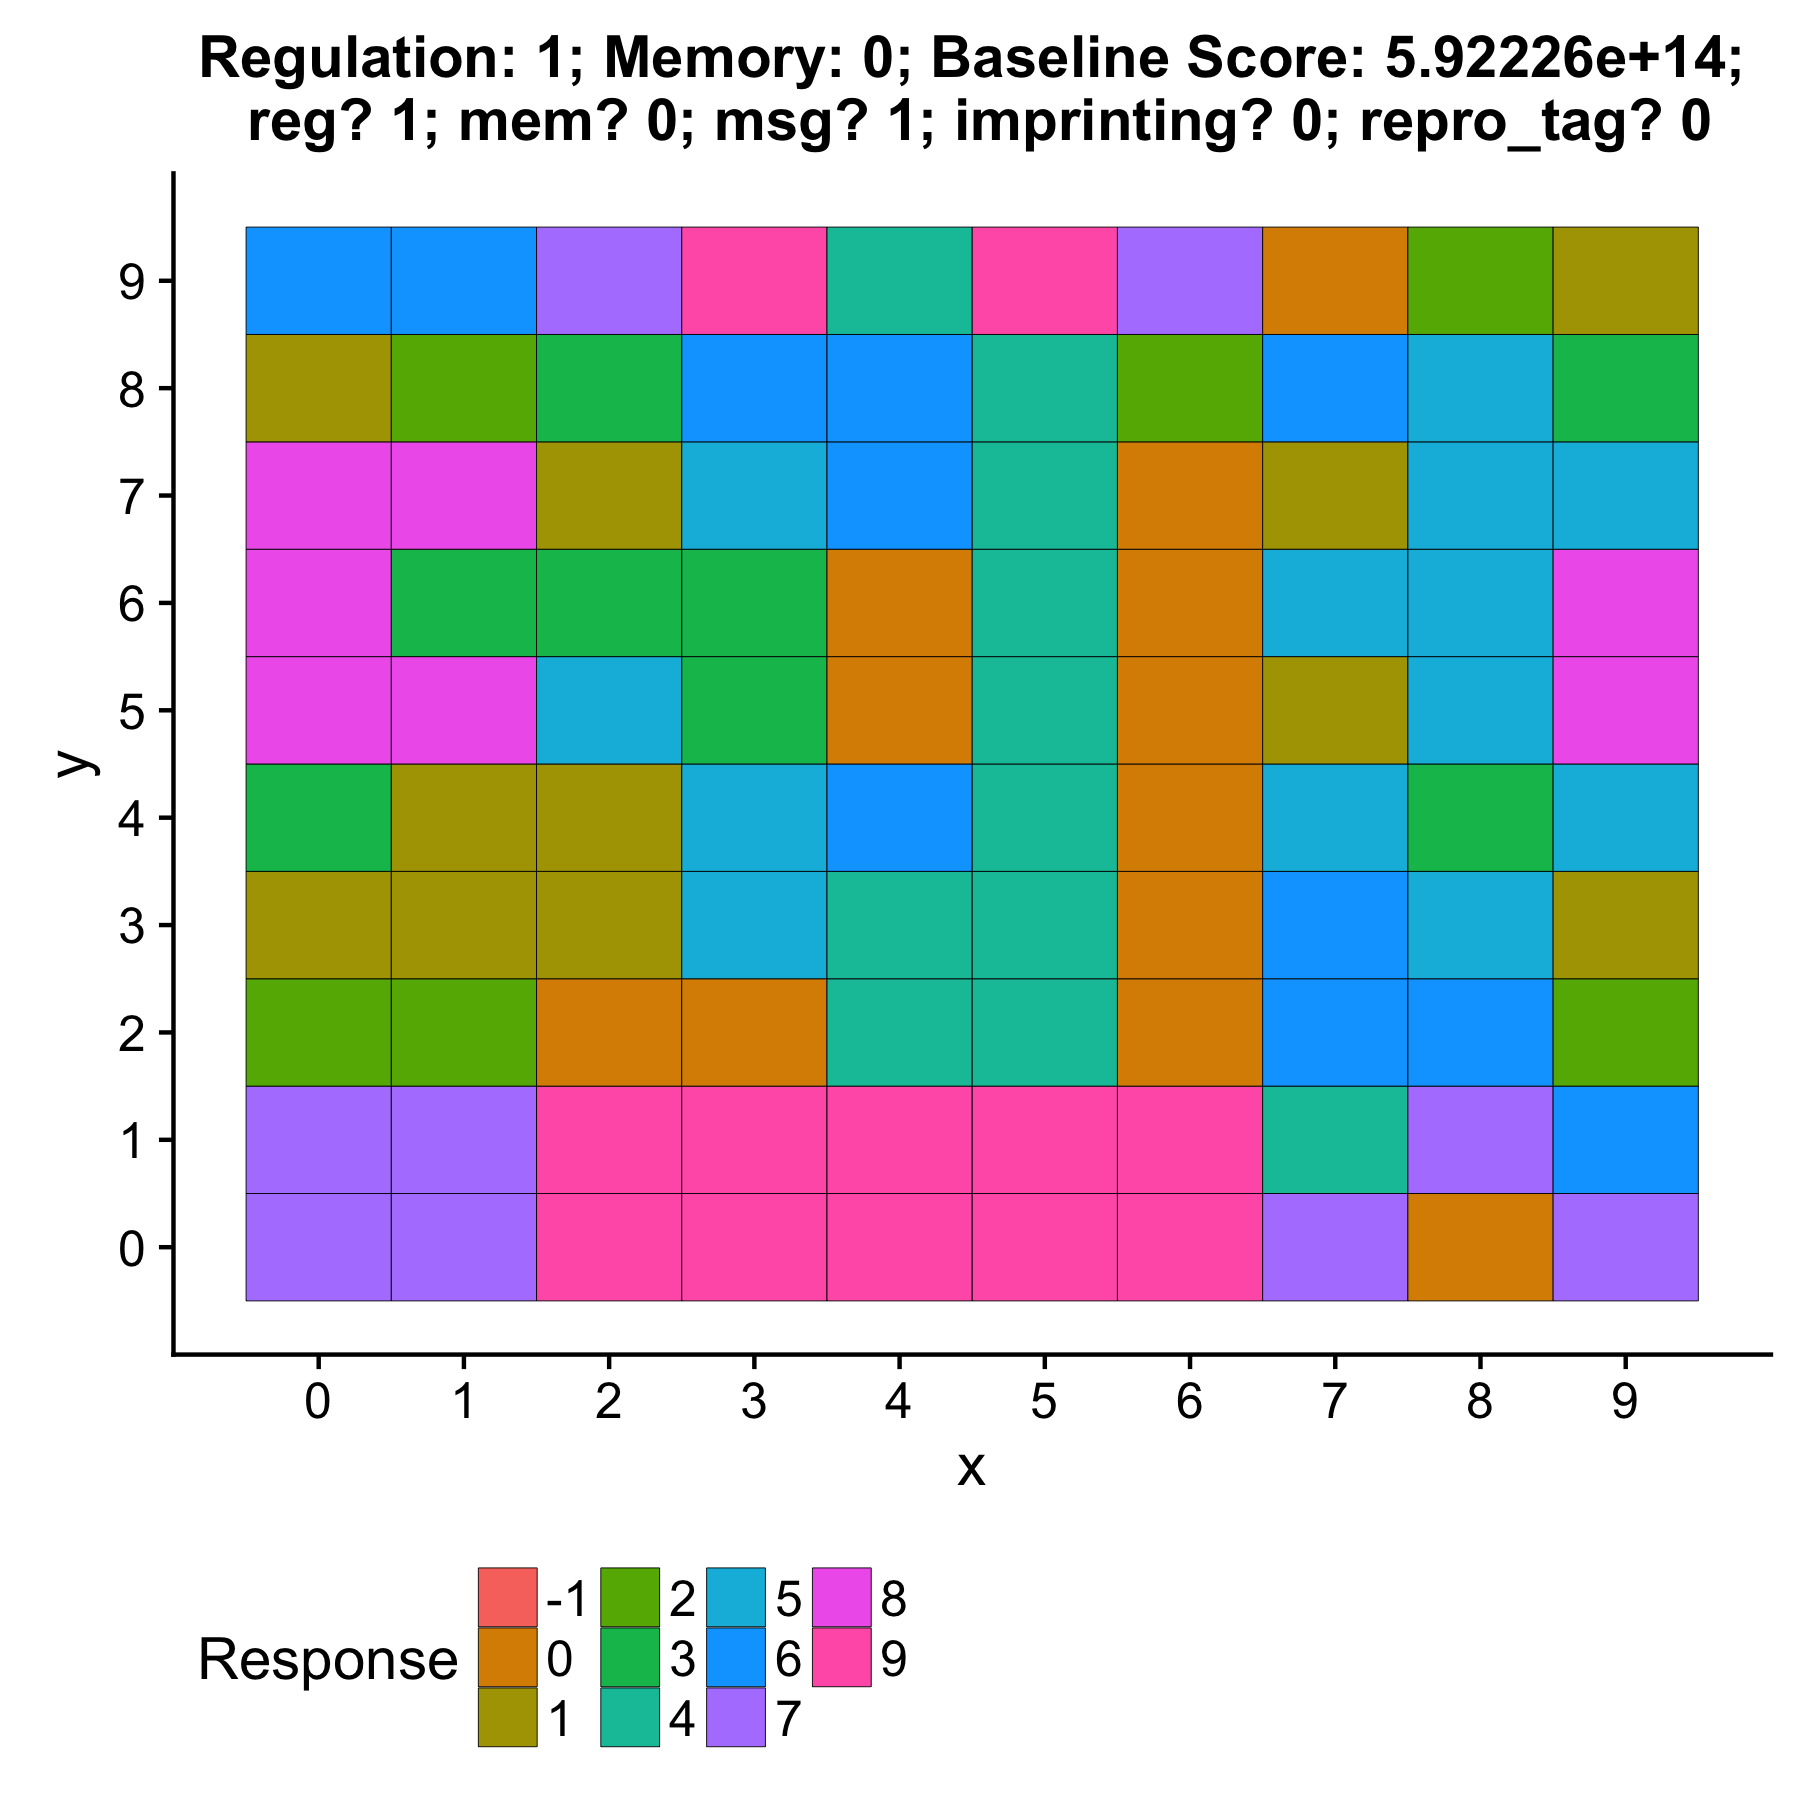 Regulation: 1; Memory: 0; Baseline Score: 5.92226e+14;
reg? 1; mem? 0; msg? 1; imprinting? 0; repro_tag? 0
9
8
7
6
5
4
3
2
1
0
y
0 1 2 3 4 5 6 7 8 9
x
Response
-1 2 5 8
0 3 6 9
1 4 7